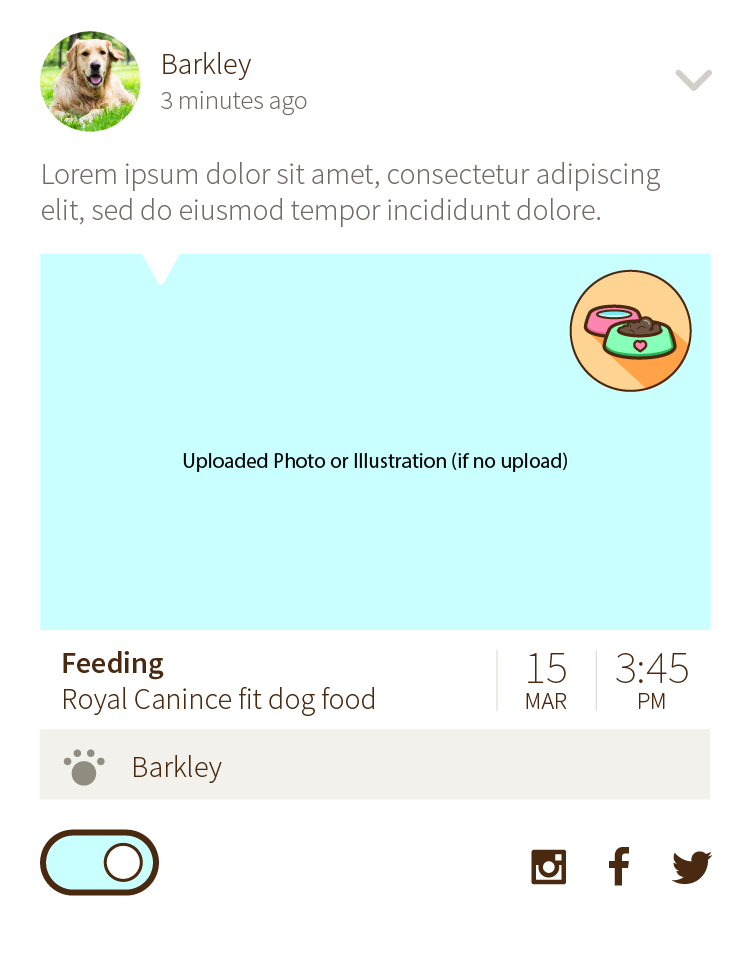 Barkley
3 minutes ago
Lorem ipsum dolor sit amet, consectetur adipiscing
elit, sed do eiusmod tempor incididunt dolore.
Uploaded Photo or Illustration (if no upload)
Feeding
Royal Canince fit dog food
15
MAR
3:45
PM
Barkley